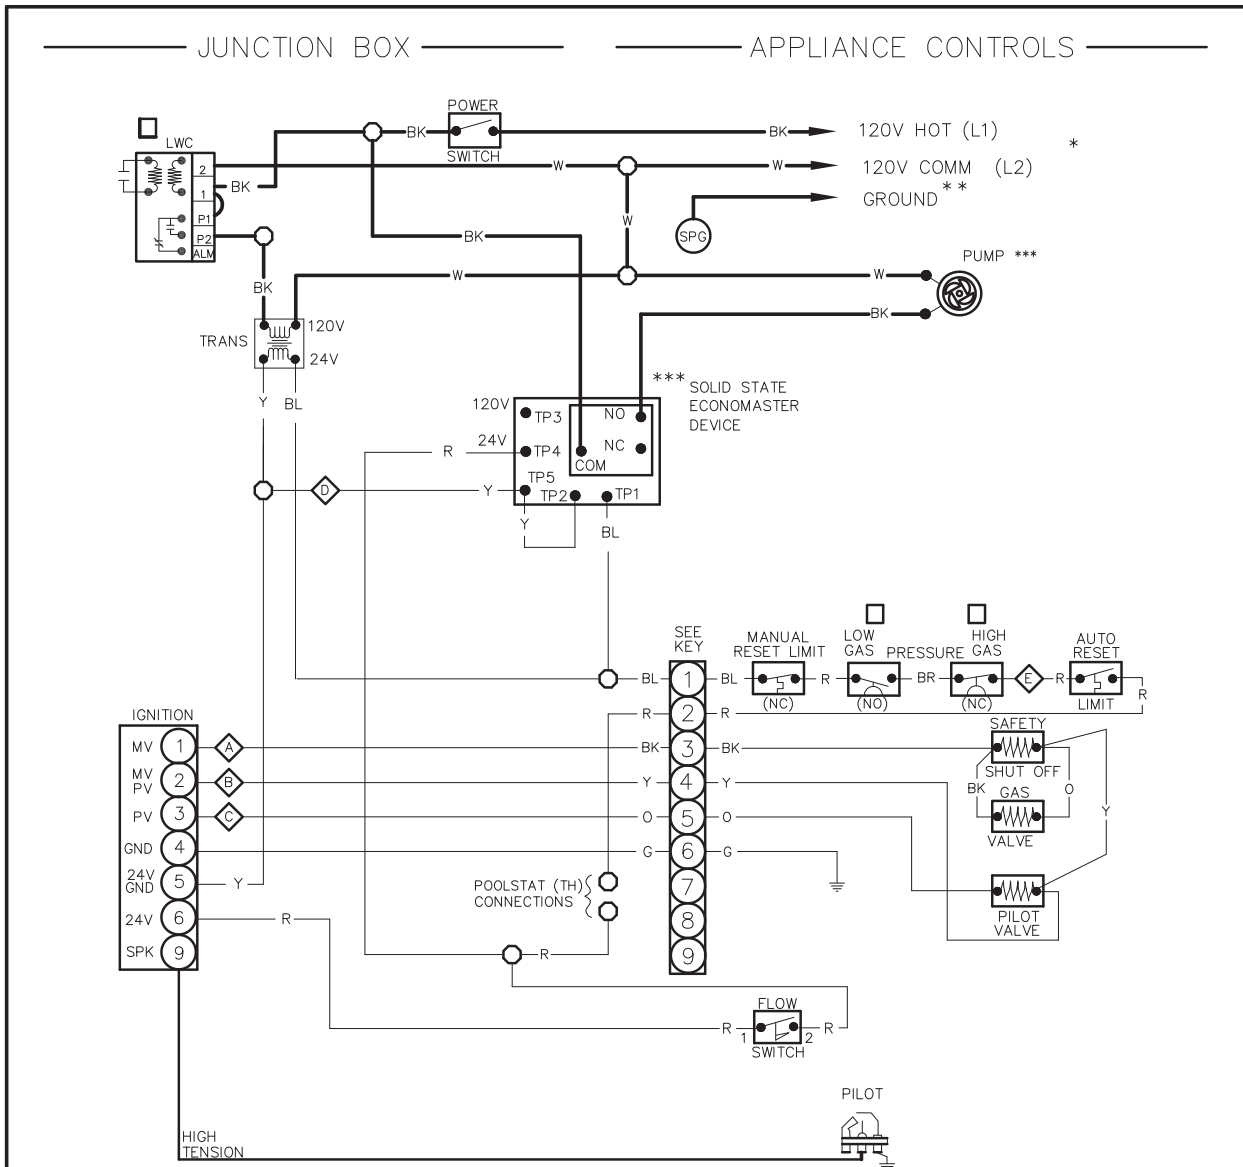 JUNCTION BOX
APPLIANCE CONTROLS
POWER
BK
BK
120V HOT (L1)
*
LWC
SWITCH
2
W
W
120V COMM (L2)
BK
1
GROUND**
P1
W
SPG
P2
BK
ALM
PUMP ***
W
W
BK
BK
120V
TRANS
24V
***
SOLID STATE
ECONOMASTER
DEVICE
Y
BL
120V
TP3
NO
24V
TP4
NC
R
COM
TP5
D
Y
TP2
TP1
Y
BL
SEE
KEY
MANUAL
RESET LIMIT
LOW
GAS
PRESSURE
HIGH
GAS
AUTO
RESET
BL
1
BL
R
BR
E
R
(NC)
(NO)
(NC)
LIMIT
R
R
2
R
IGNITION
SAFETY
MV
1
A
BK
3
BK
SHUT OFF
MV
PV
2
B
Y
4
Y
BK
GAS
O
Y
PV
3
C
O
5
O
VALVE
GND
4
G
6
G
24V
GND
5
Y
POOLSTAT (TH)
CONNECTIONS
7
24V
6
R
8
PILOT
VALVE
SPK
9
R
9
FLOW
R
1
2
R
SWITCH
PILOT
HIGH
TENSION